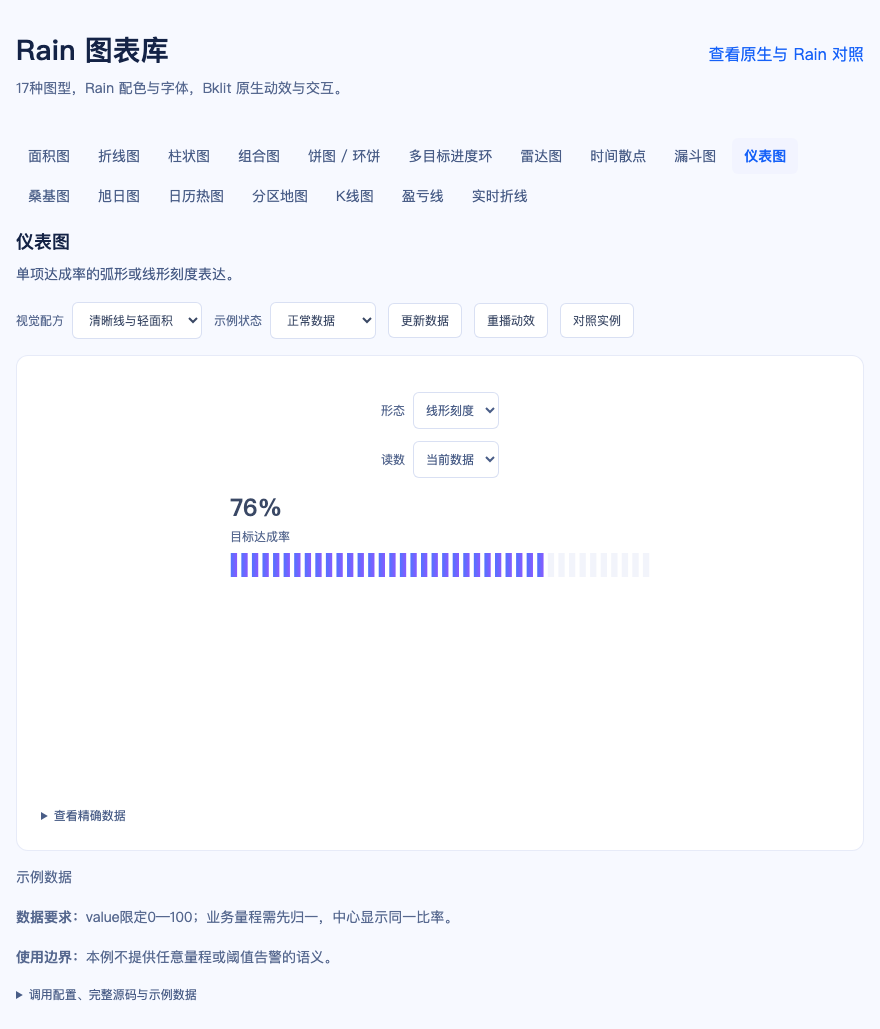 Rain 图表库
查看原生与 Rain 对照
17种图型，Rain 配色与字体，Bklit 原生动效与交互。
面积图 折线图 柱状图 组合图 饼图 / 环饼 多目标进度环 雷达图 时间散点 漏斗图 仪表图
桑基图 旭日图 日历热图 分区地图 K线图 盈亏线 实时折线
仪表图
单项达成率的弧形或线形刻度表达。
视觉配方 清晰线与轻面积 示例状态 正常数据 更新数据 重播动效 对照实例
形态 线形刻度
读数 当前数据
76%
目标达成率
查看精确数据
示例数据
数据要求：value限定0—100；业务量程需先归一，中心显示同一比率。
使用边界：本例不提供任意量程或阈值告警的语义。
调用配置、完整源码与示例数据